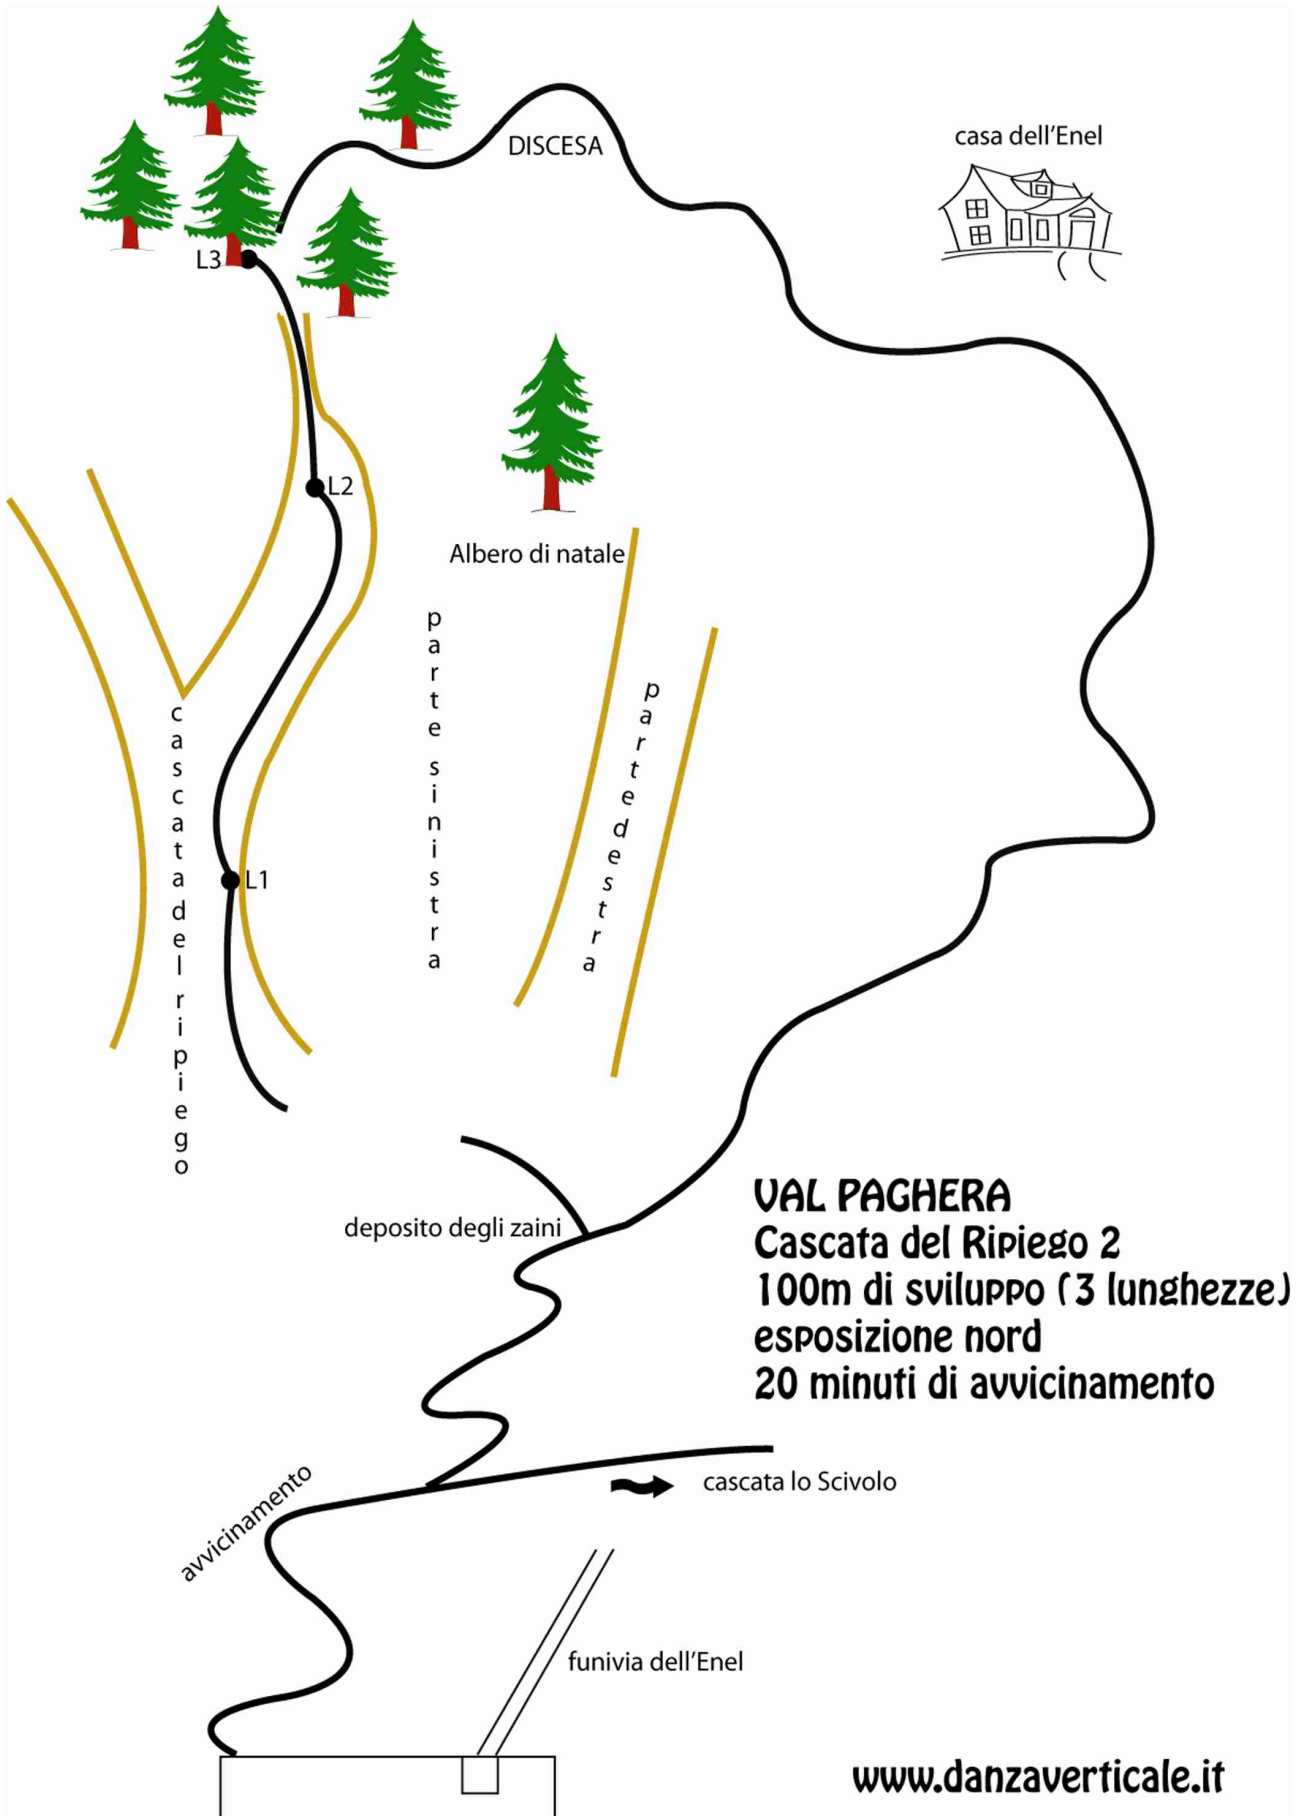 casa dell'Enel
DISCESA
L3
L2
Albero di natale
parte sinistra
parte destra
cascata del ripiego
L1
deposito degli zaini
VAL PAGHERA
Cascata del Ripiego 2
100m di sviluppo (3 lunghezze)
esposizione nord
20 minuti di avvicinamento
avvicinamento
cascata lo Scivolo
funivia dell'Enel
www.danzaverticale.it